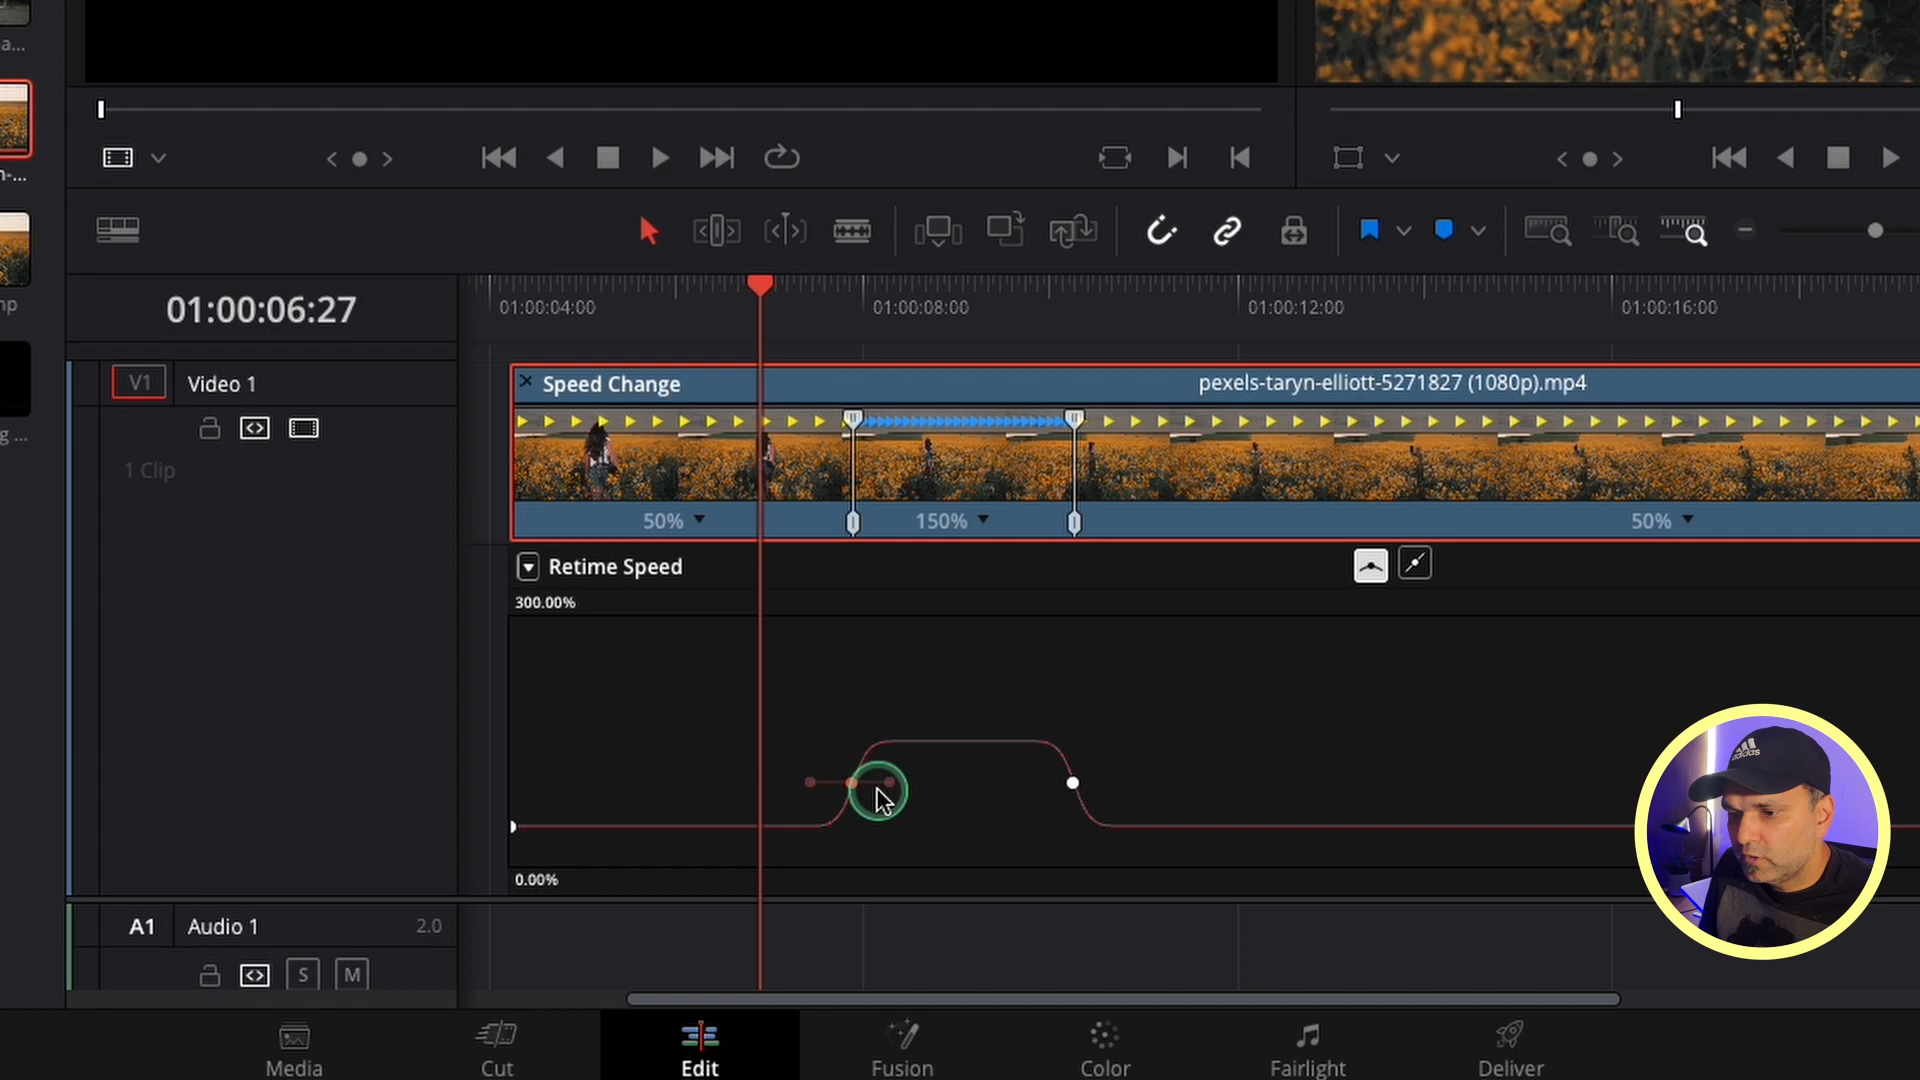 a...
n-...
np
g ...
01:00:06:27
01:00:04:00
01:00:08:00
01:00:12:00
01:00:16:00
V1
Video 1
1 Clip
Speed Change
pexels-taryn-elliott-5271827 (1080p).mp4
50%
150%
50%
Retime Speed
300.00%
0.00%
A1
Audio 1
2.0
S
M
adidas
Media
Cut
Edit
Fusion
Color
Fairlight
Deliver